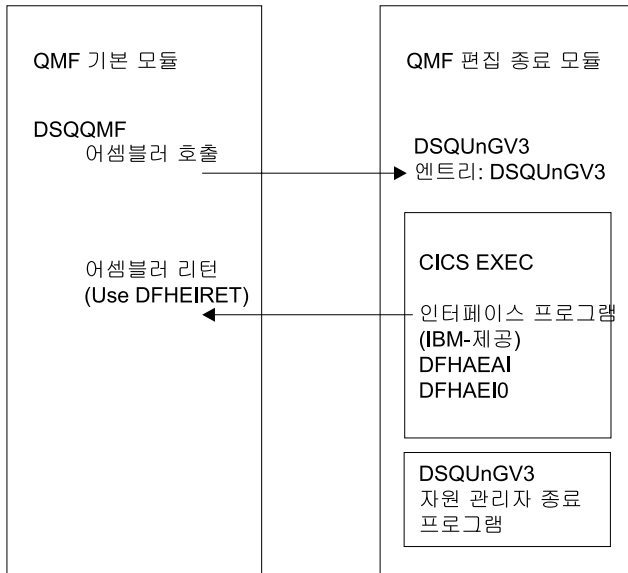 QMF 기본 모듈
DSQQMF
어셈블러 호출
어셈블러 리턴
(Use DFHEIRET)
QMF 편집 종료 모듈
DSQUnGV3
엔트리: DSQUnGV3
CICS EXEC
인터페이스 프로그램
(IBM-제공)
DFHAEAI
DFHAEI0
DSQUnGV3
자원 관리자 종료
프로그램